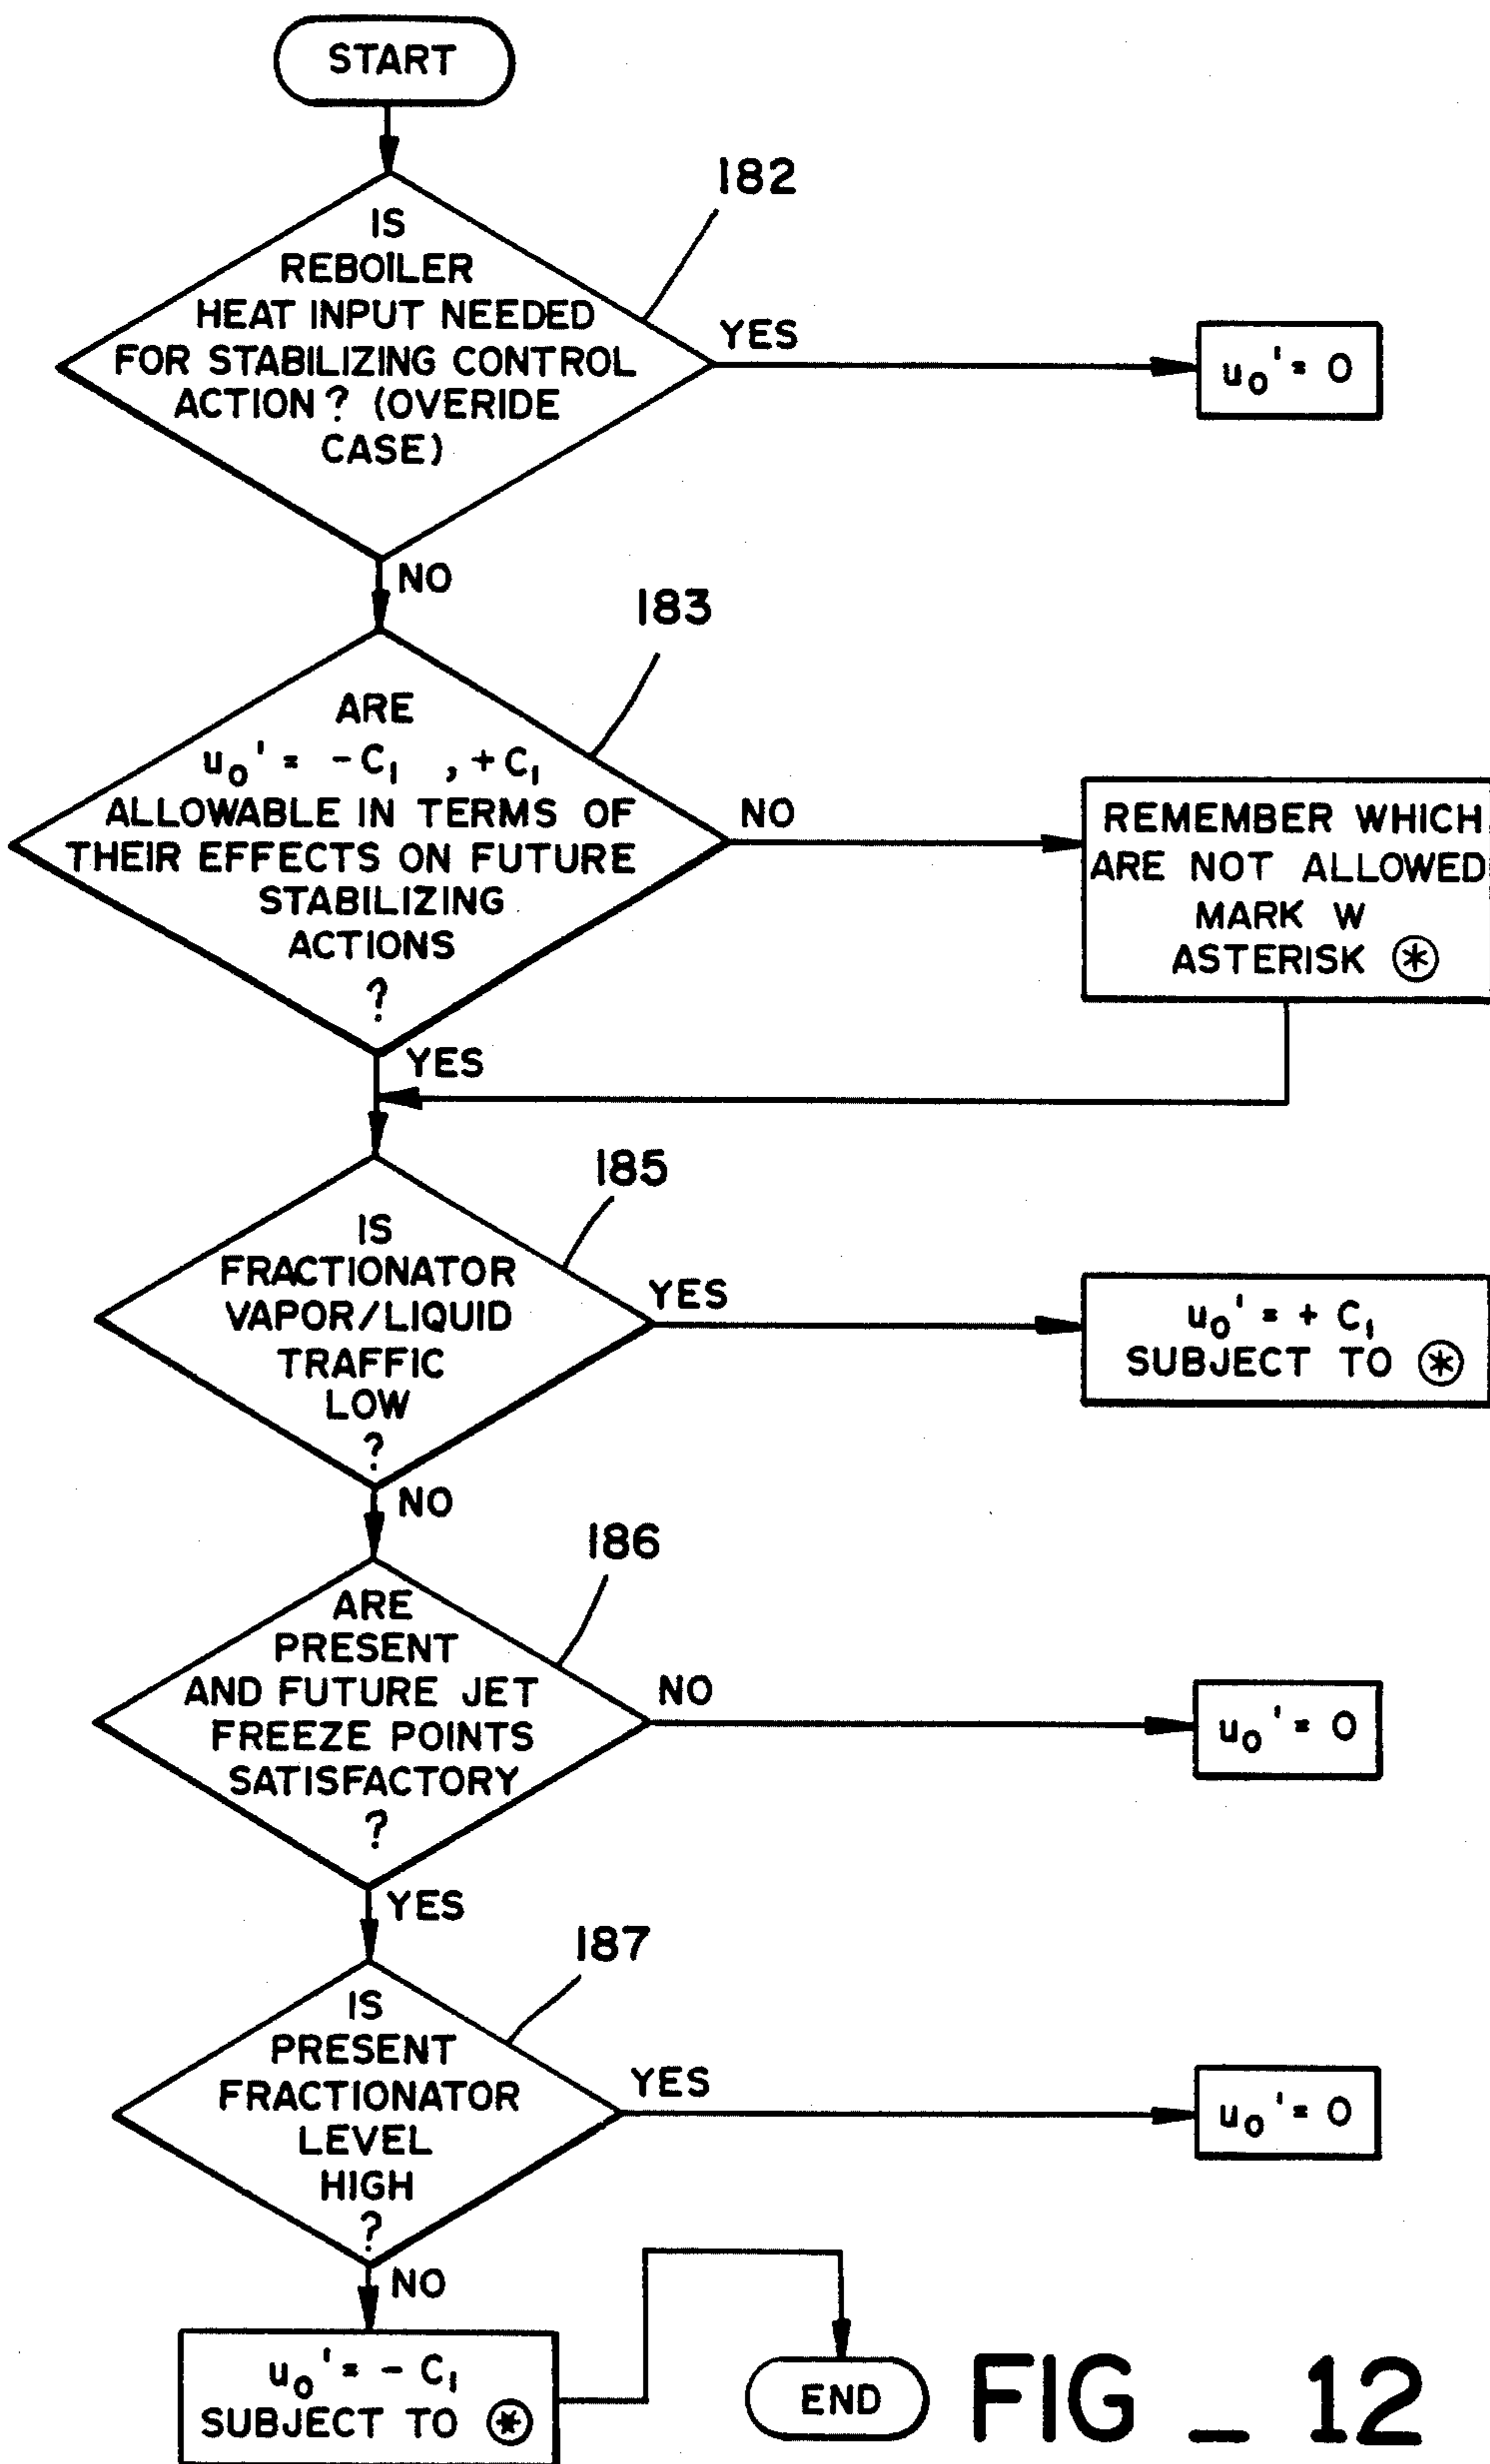 START
182
IS
REBOILER
HEAT INPUT NEEDED
FOR STABILIZING CONTROL
ACTION? (OVERIDE
CASE)
YES
u₀' = 0
NO
183
ARE
u₀' = -C₁ , +C₁
ALLOWABLE IN TERMS OF
THEIR EFFECTS ON FUTURE
STABILIZING
ACTIONS
?
NO
REMEMBER WHICH
ARE NOT ALLOWED
MARK W
ASTERISK ⊛
YES
185
IS
FRACTIONATOR
VAPOR/LIQUID
TRAFFIC
LOW
?
YES
u₀' = + C₁
SUBJECT TO ⊛
NO
186
ARE
PRESENT
AND FUTURE JET
FREEZE POINTS
SATISFACTORY
?
NO
u₀' = 0
YES
187
IS
PRESENT
FRACTIONATOR
LEVEL
HIGH
?
YES
u₀' = 0
NO
u₀' = - C₁
SUBJECT TO ⊛
END
FIG _ 12